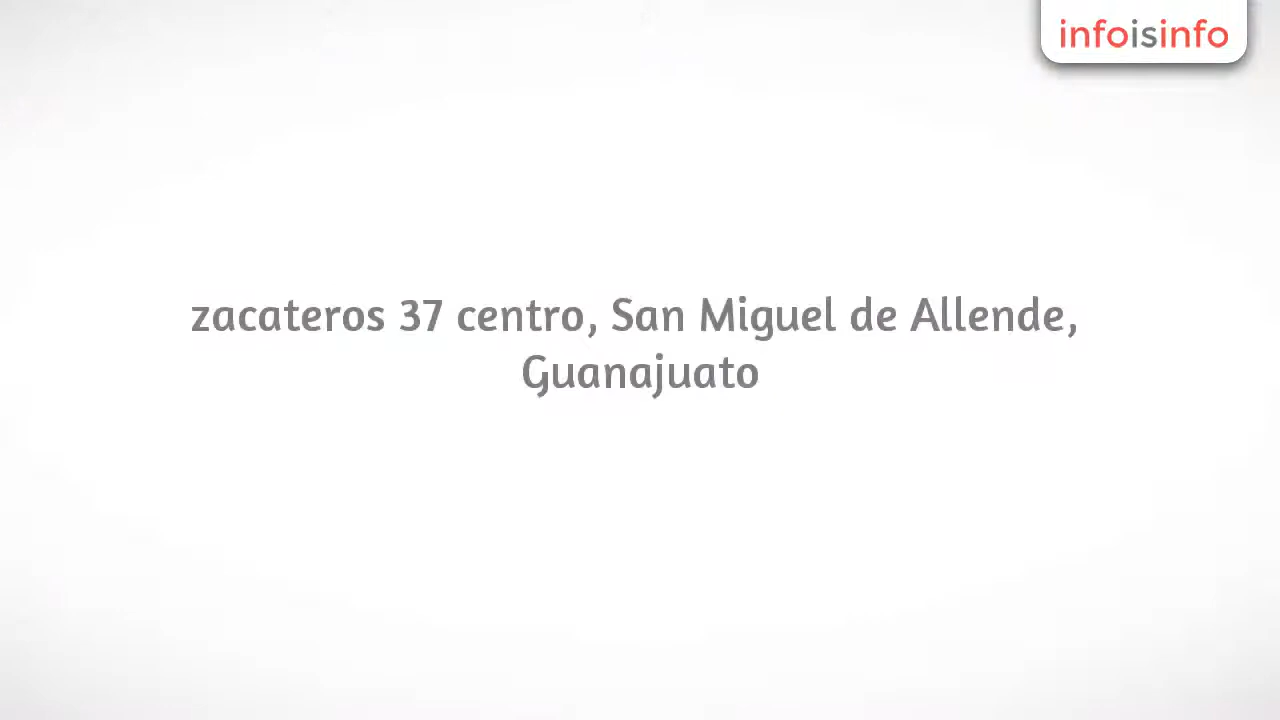 infoisinfo
zacateros 37 centro, San Miguel de Allende,
Guanajuato